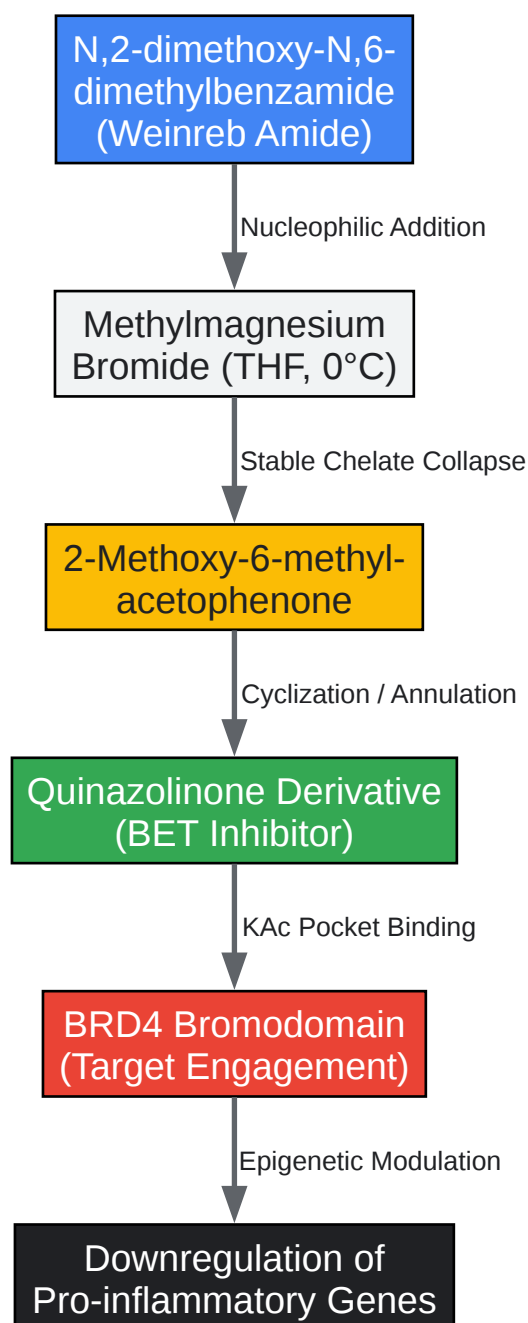 N,2-dimethoxy-N,6-
dimethylbenzamide
(Weinreb Amide)
Nucleophilic Addition
Methylmagnesium
Bromide (THF, 0°C)
Stable Chelate Collapse
2-Methoxy-6-methyl-
acetophenone
Cyclization / Annulation
Quinazolinone Derivative
(BET Inhibitor)
KAc Pocket Binding
BRD4 Bromodomain
(Target Engagement)
Epigenetic Modulation
Downregulation of
Pro-inflammatory Genes